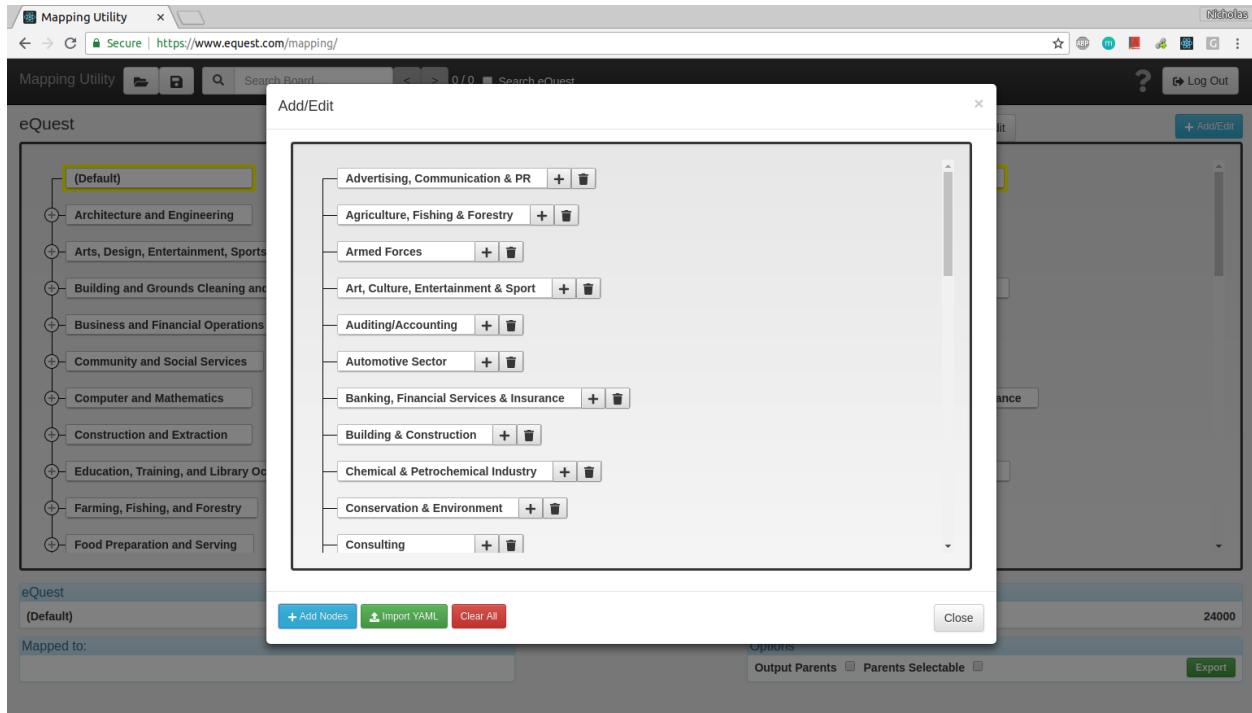 Mapping Utility
Nicholas
Secure | https://www.equest.com/mapping/
Mapping Utility Search Board... < > 0 / 0 Search eQuest ? Log Out
eQuest
+ Add/Edit
Add/Edit ×
(Default)
Architecture and Engineering
Arts, Design, Entertainment, Sports
Building and Grounds Cleaning and
Business and Financial Operations
Community and Social Services
Computer and Mathematics
Construction and Extraction
Education, Training, and Library Oc
Farming, Fishing, and Forestry
Food Preparation and Serving
Advertising, Communication & PR
Agriculture, Fishing & Forestry
Armed Forces
Art, Culture, Entertainment & Sport
Auditing/Accounting
Automotive Sector
Banking, Financial Services & Insurance
Building & Construction
Chemical & Petrochemical Industry
Conservation & Environment
Consulting
ance
+ Add Nodes Import YAML Clear All Close
eQuest
(Default) 24000
Mapped to:
Options
Output Parents Parents Selectable Export